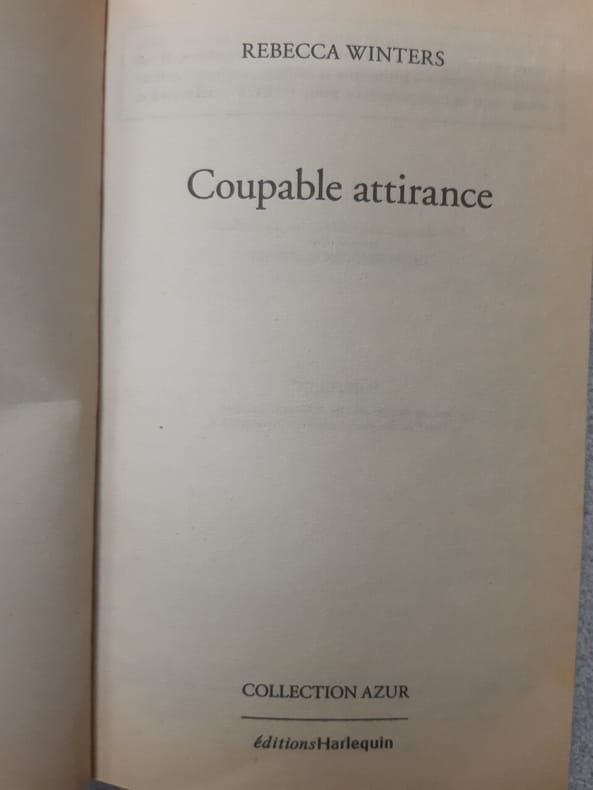 REBECCA WINTERS
Coupable attirance
COLLECTION AZUR
éditionsHarlequin